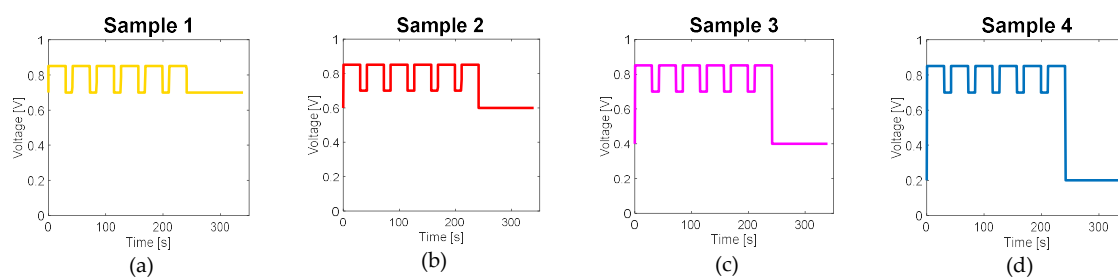 Sample 1
1
0.8
0.6
0.4
0.2
0
Voltage [V]
0 100 200 300
Time [s]
(a)
Sample 2
1
0.8
0.6
0.4
0.2
0
Voltage [V]
0 100 200 300
Time [s]
(b)
Sample 3
1
0.8
0.6
0.4
0.2
0
Voltage [V]
0 100 200 300
Time [s]
(c)
Sample 4
1
0.8
0.6
0.4
0.2
0
Voltage [V]
0 100 200 300
Time [s]
(d)